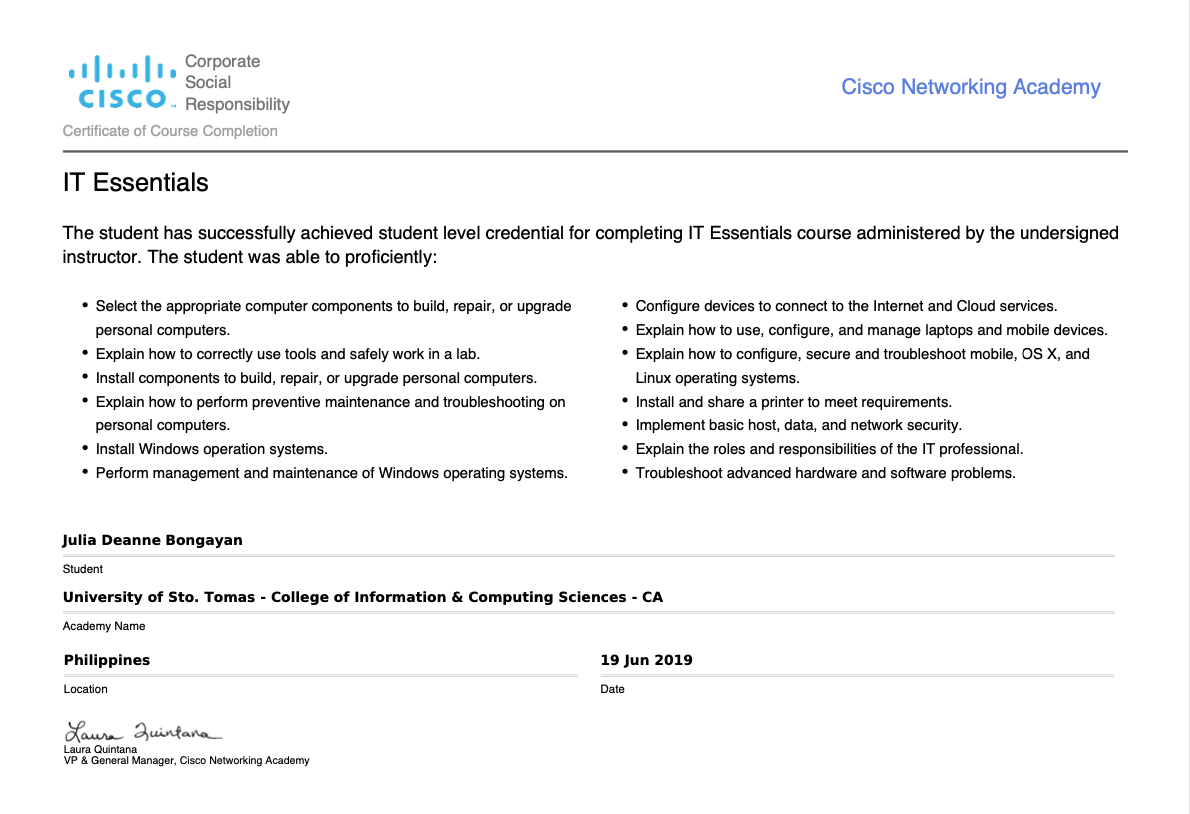 CISCO
Corporate
Social
Responsibility
Cisco Networking Academy
Certificate of Course Completion
IT Essentials
The student has successfully achieved student level credential for completing IT Essentials course administered by the undersigned
instructor. The student was able to proficiently:
• Select the appropriate computer components to build, repair, or upgrade
personal computers.
• Explain how to correctly use tools and safely work in a lab.
• Install components to build, repair, or upgrade personal computers.
• Explain how to perform preventive maintenance and troubleshooting on
personal computers.
• Install Windows operation systems.
• Perform management and maintenance of Windows operating systems.
• Configure devices to connect to the Internet and Cloud services.
• Explain how to use, configure, and manage laptops and mobile devices.
• Explain how to configure, secure and troubleshoot mobile, OS X, and
Linux operating systems.
• Install and share a printer to meet requirements.
• Implement basic host, data, and network security.
• Explain the roles and responsibilities of the IT professional.
• Troubleshoot advanced hardware and software problems.
Julia Deanne Bongayan
Student
University of Sto. Tomas - College of Information & Computing Sciences - CA
Academy Name
Philippines
Location
19 Jun 2019
Date
Laura Quintana
Laura Quintana
VP & General Manager, Cisco Networking Academy